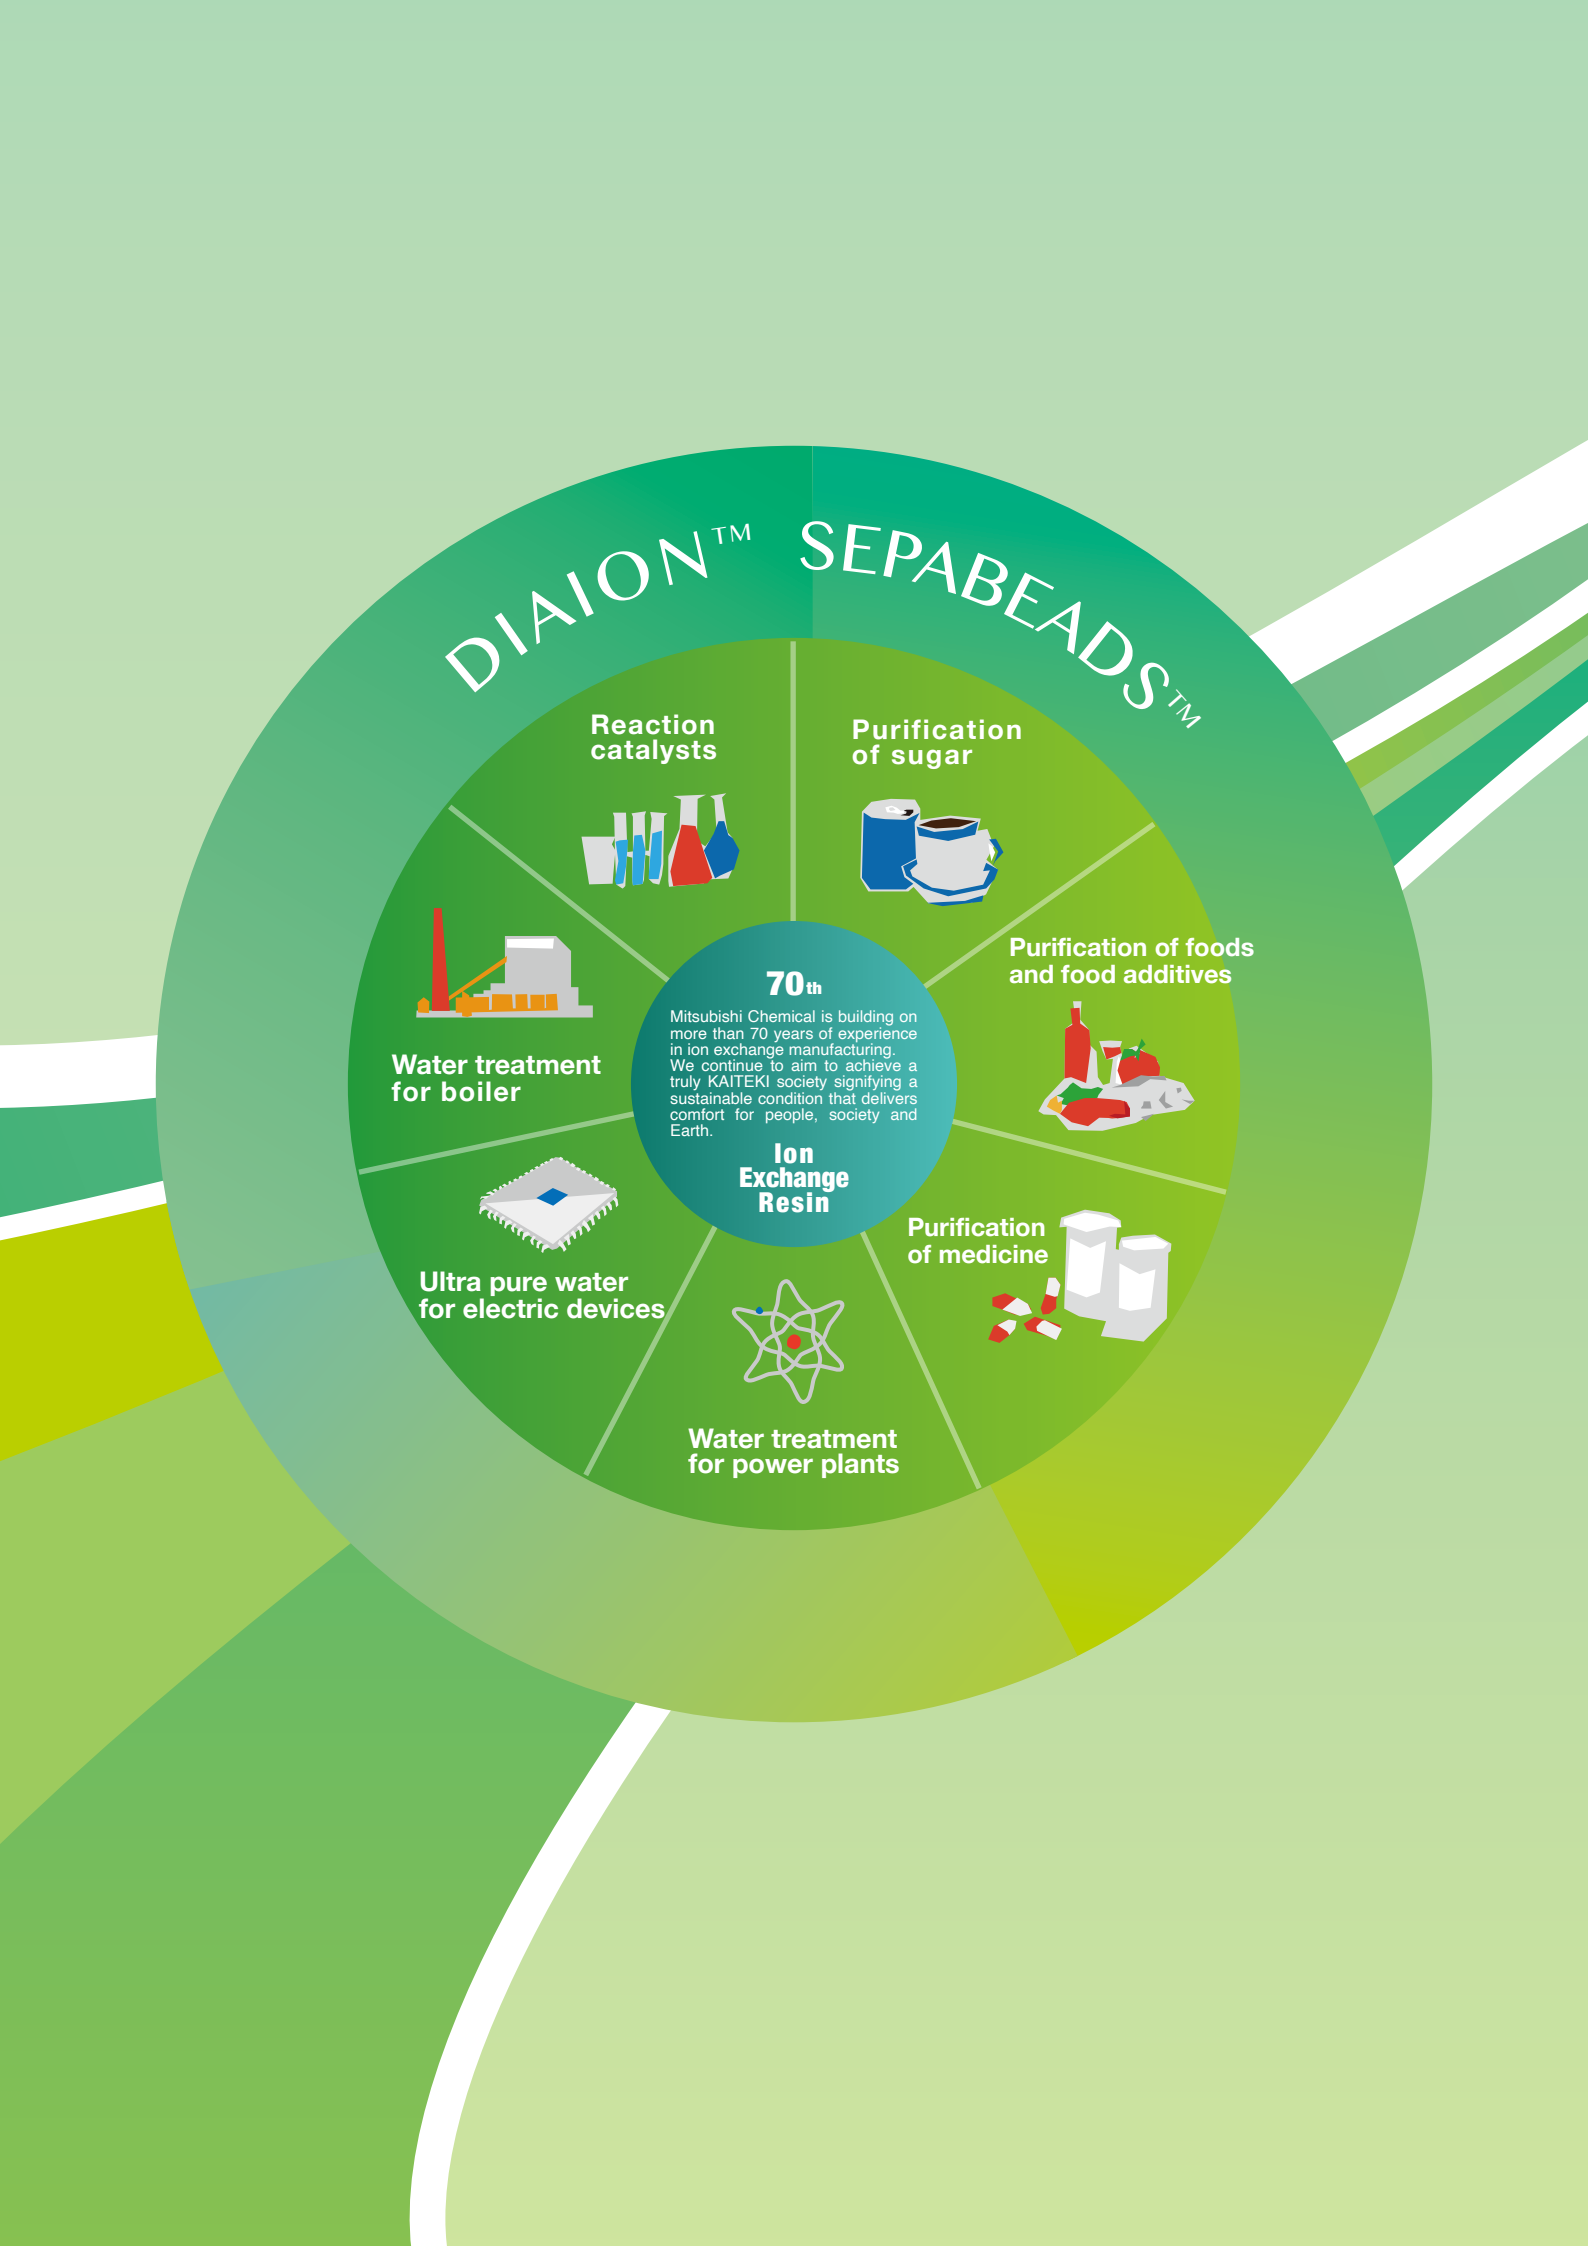 DIAION™ SEPABEADS™
Reaction
catalysts
Purification
of sugar
Purification of foods
and food additives
Purification
of medicine
Water treatment
for power plants
Ultra pure water
for electric devices
Water treatment
for boiler
70th
Mitsubishi Chemical is building on
more than 70 years of experience
in ion exchange manufacturing.
We continue to aim to achieve a
truly KAITEKI society signifying a
sustainable condition that delivers
comfort for people, society and
Earth.
Ion
Exchange
Resin